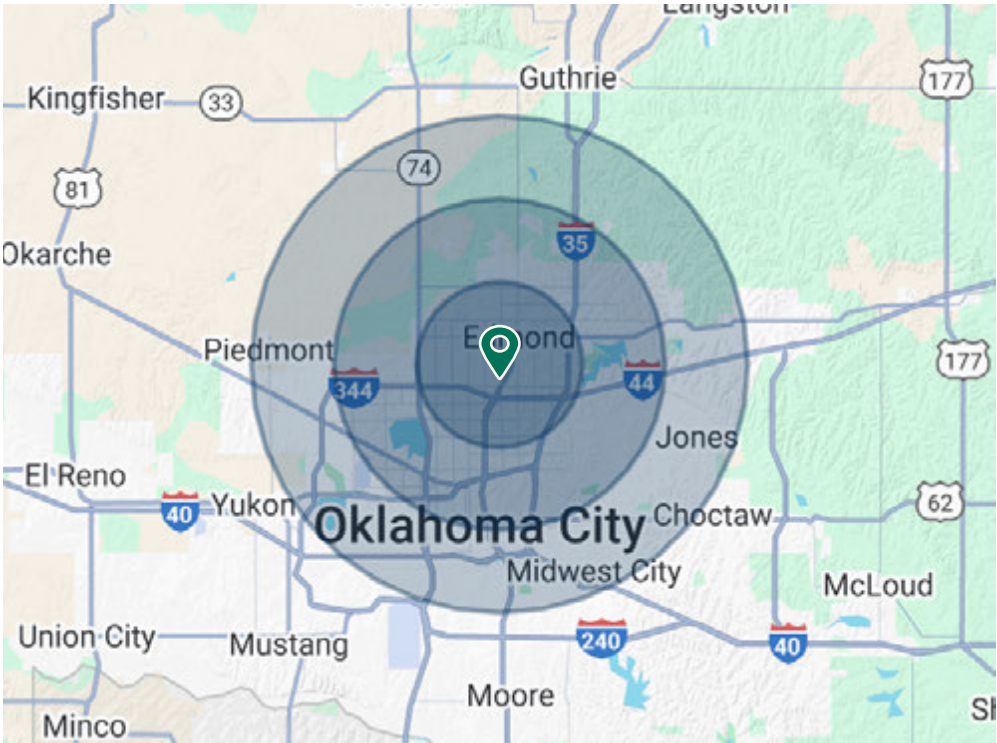 Langston
Guthrie
177
Kingfisher
33
74
81
35
Okarche
Edmond
Piedmont
177
344
44
Jones
El Reno
Yukon
62
40
Oklahoma City
Choctaw
Midwest City
McLoud
Union City
Mustang
240
40
Moore
Minco